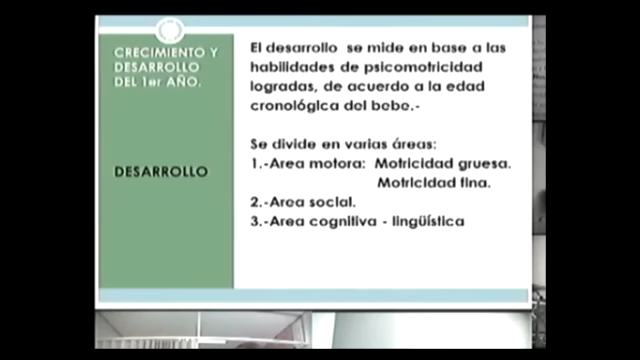 CRECIMIENTO Y
DESARROLLO
DEL 1er AÑO.
DESARROLLO
El desarrollo se mide en base a las
habilidades de psicomotricidad
logradas, de acuerdo a la edad
cronológica del bebe.-
Se divide en varias áreas:
1.-Area motora: Motricidad gruesa.
Motricidad fina.
2.-Area social.
3.-Area cognitiva - lingüística